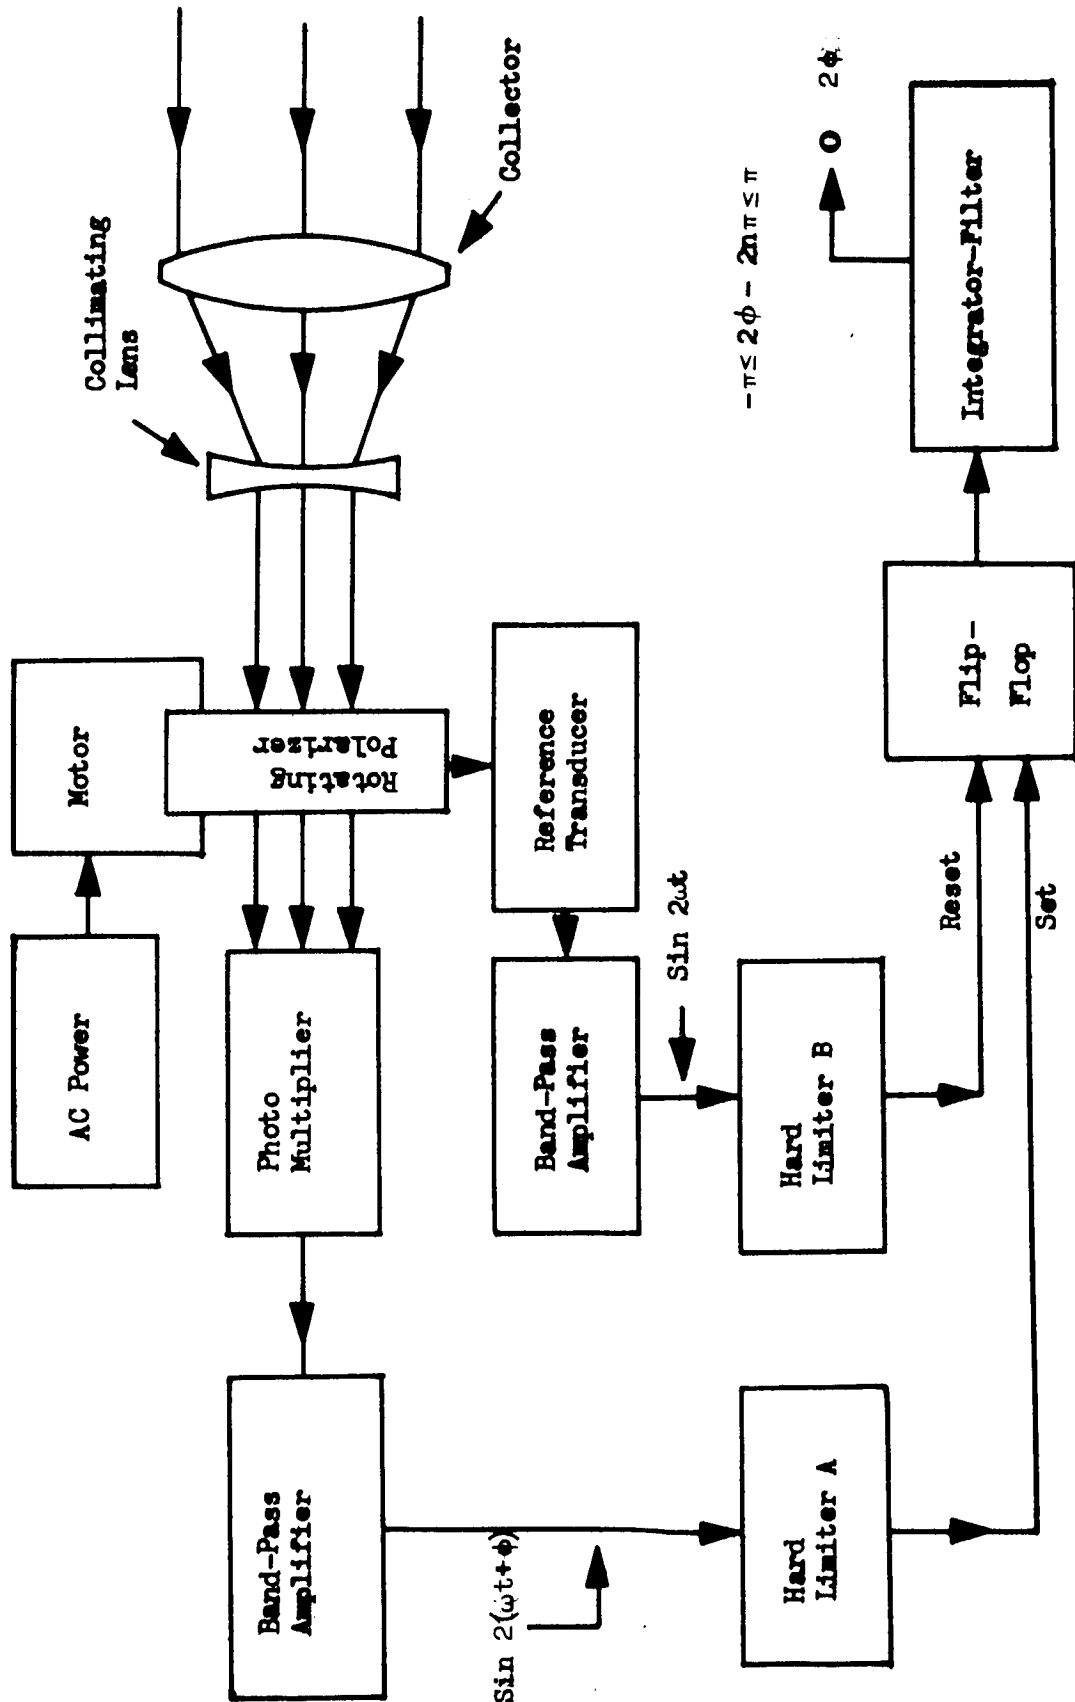 AC Power
Motor
Collimating
Lens
Collector
Rotating
Polarizer
Photo
Multiplier
Band-Pass
Amplifier
Reference
Transducer
Band-Pass
Amplifier
Sin 2ωt
Sin 2(ωt+ϕ)
Hard
Limiter A
Hard
Limiter B
Reset
Set
Flip-
Flop
Integrator-Filter
-π≤ 2ϕ - 2nπ ≤ π
2ϕ